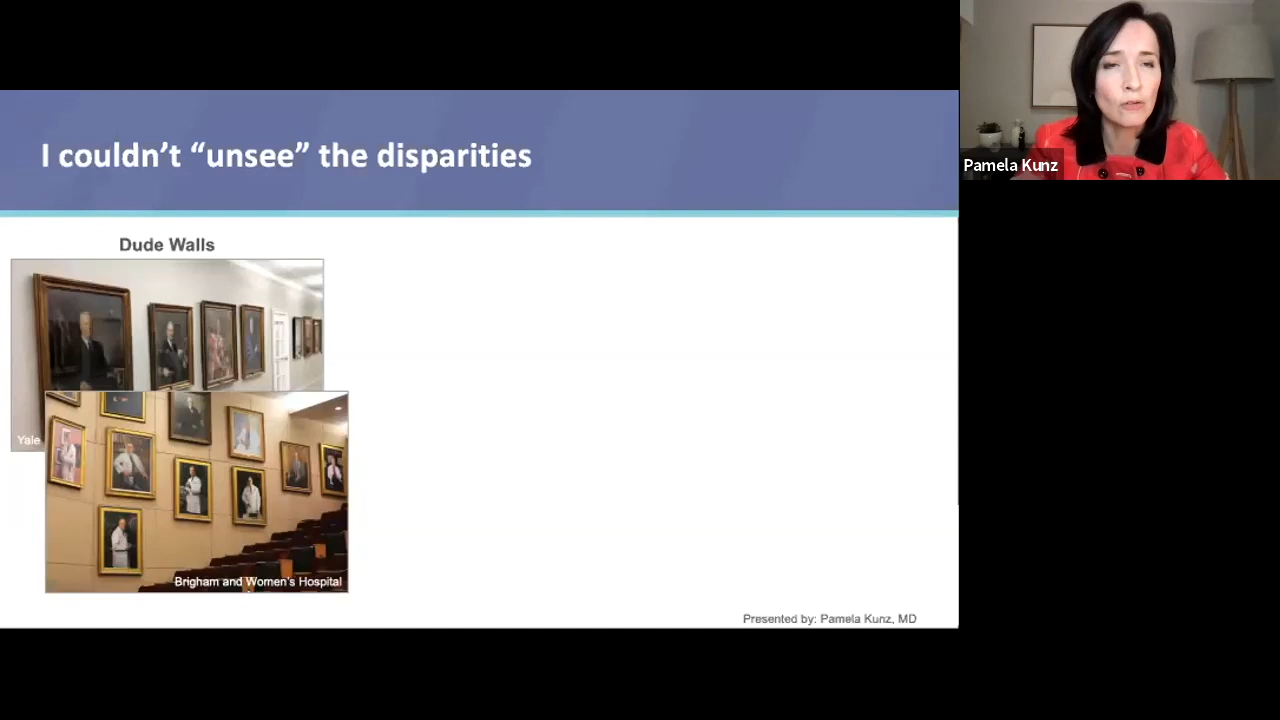 I couldn't “unsee” the disparities
Dude Walls
Yale
Brigham and Women's Hospital
Presented by: Pamela Kunz, MD
Pamela Kunz